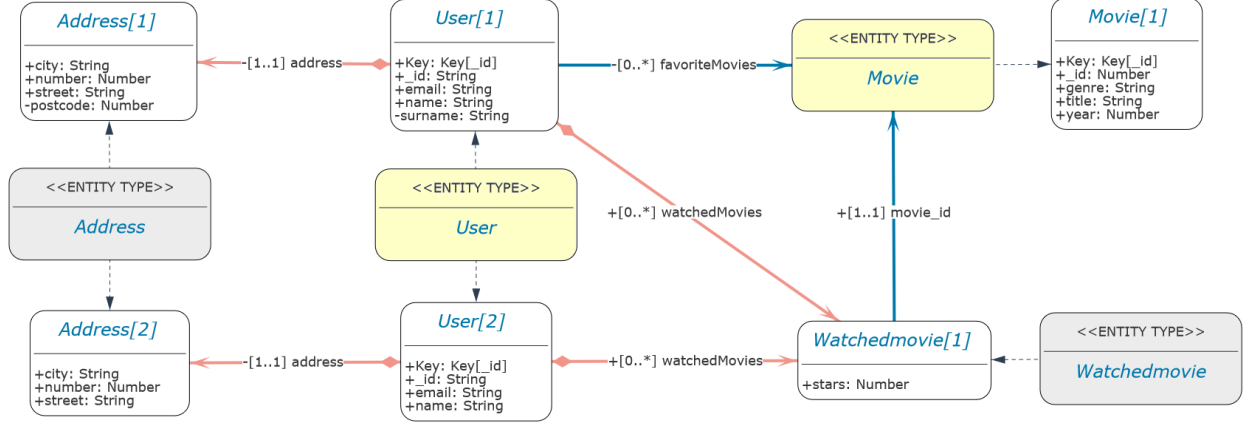 Address[1]
+city: String
+number: Number
+street: String
-postcode: Number
-[1..1] address
User[1]
+Key: Key[_id]
+_id: String
+email: String
+name: String
-surname: String
-[0..*] favoriteMovies
<<ENTITY TYPE>>
Movie
Movie[1]
+Key: Key[_id]
+_id: Number
+genre: String
+title: String
+year: Number
<<ENTITY TYPE>>
Address
<<ENTITY TYPE>>
User
+[0..*] watchedMovies
+[1..1] movie_id
Address[2]
+city: String
+number: Number
+street: String
-[1..1] address
User[2]
+Key: Key[_id]
+_id: String
+email: String
+name: String
+[0..*] watchedMovies
Watchedmovie[1]
+stars: Number
<<ENTITY TYPE>>
Watchedmovie